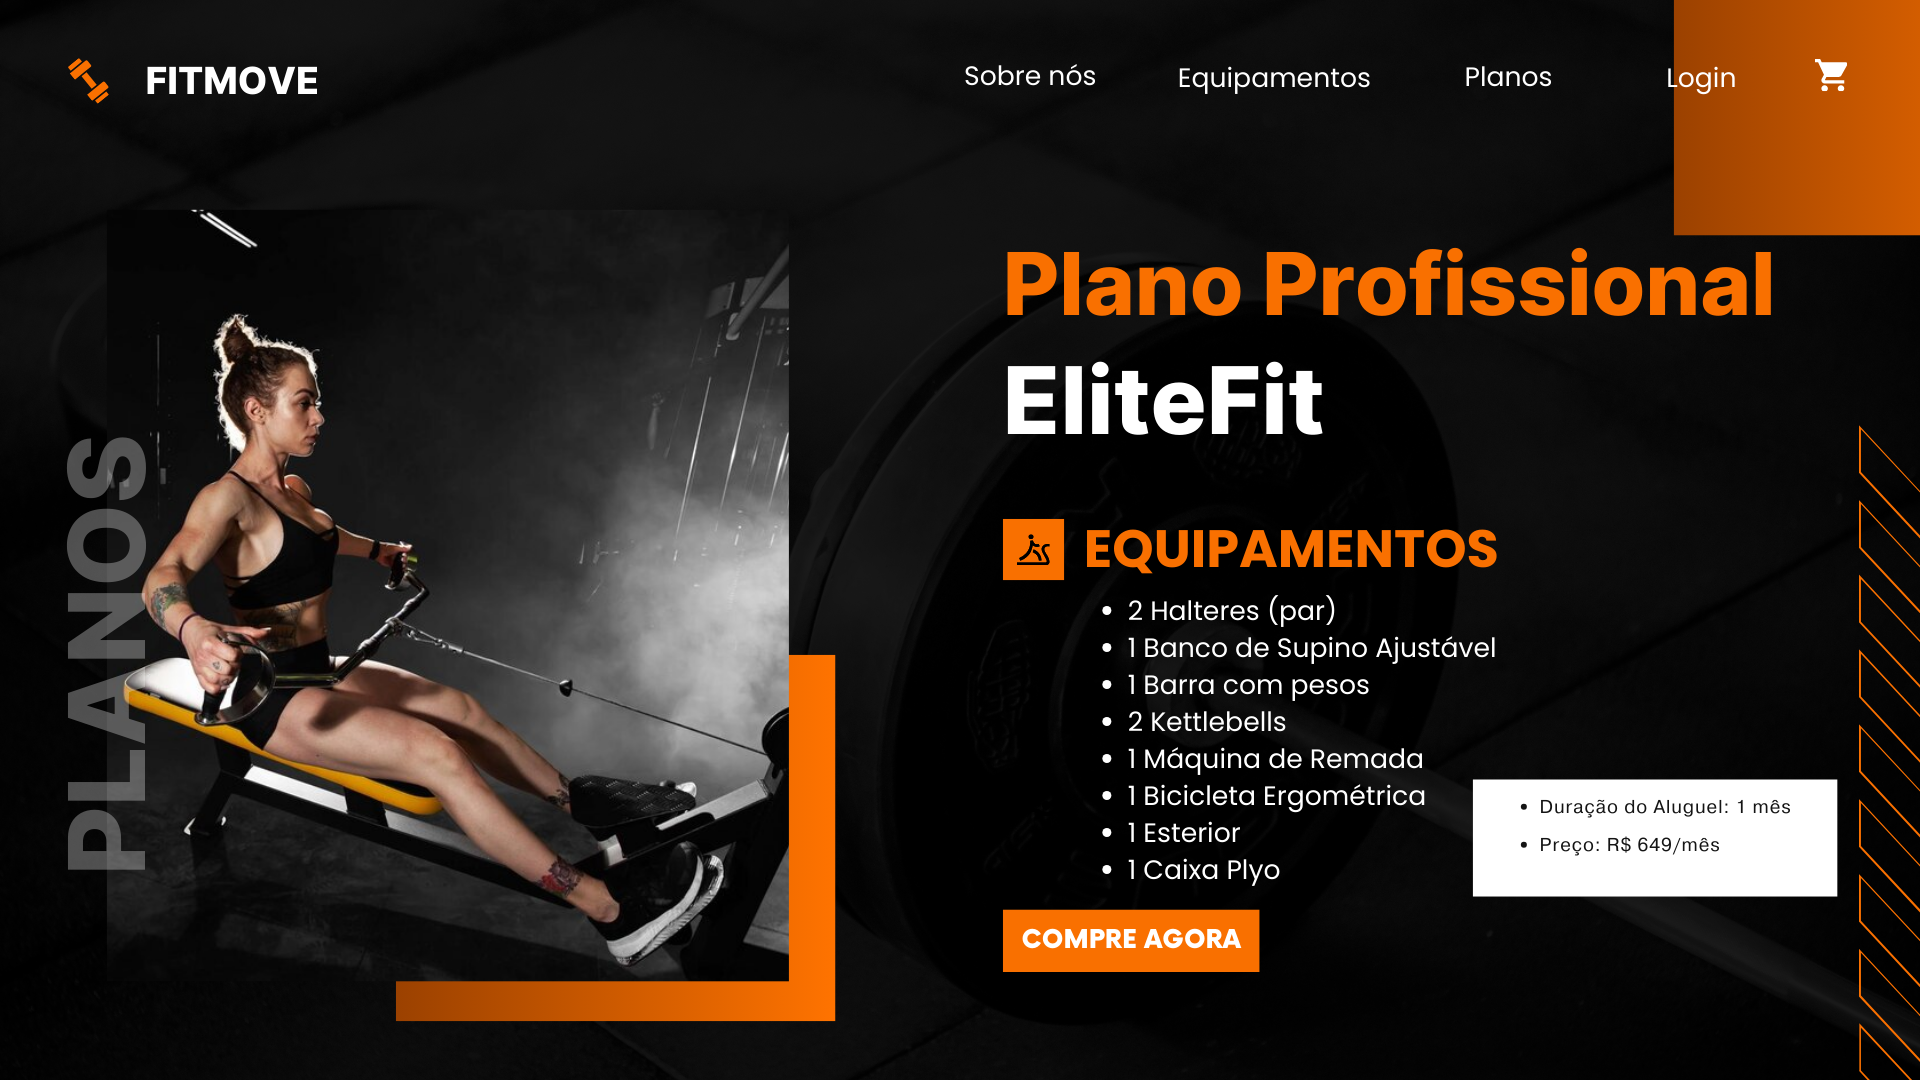 FITMOVE
Sobre nós
Equipamentos
Planos
Login
PLANOS
Plano Profissional
EliteFit
EQUIPAMENTOS
2 Halteres (par)
1 Banco de Supino Ajustável
1 Barra com pesos
2 Kettlebells
1 Máquina de Remada
1 Bicicleta Ergométrica
1 Esterior
1 Caixa Plyo
Duração do Aluguel: 1 mês
Preço: R$ 649/mês
COMPRE AGORA